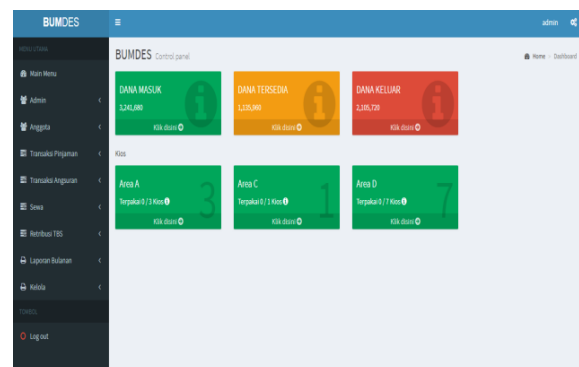 BUMDES
admin
MENU UTAMA
BUMDES Control panel
Home > Dashboard
Main Menu
Admin
Anggota
Transaksi Pinjaman
Transaksi Angsuran
Sewa
Retribusi TBS
Laporan Bulanan
Kelola
TOMBOL
Log out
DANA MASUK
3,241,680
Klik disini
DANA TERSEDIA
Klik disini
DANA KELUAR
2,105,720
Klik disini
Kios
Area A
Terpakai 0 / 3 Kios
3
Klik disini
Area C
Terpakai 0 / 1 Kios
1
Klik disini
Area D
Terpakai 0 / 7 Kios
7
Klik disini